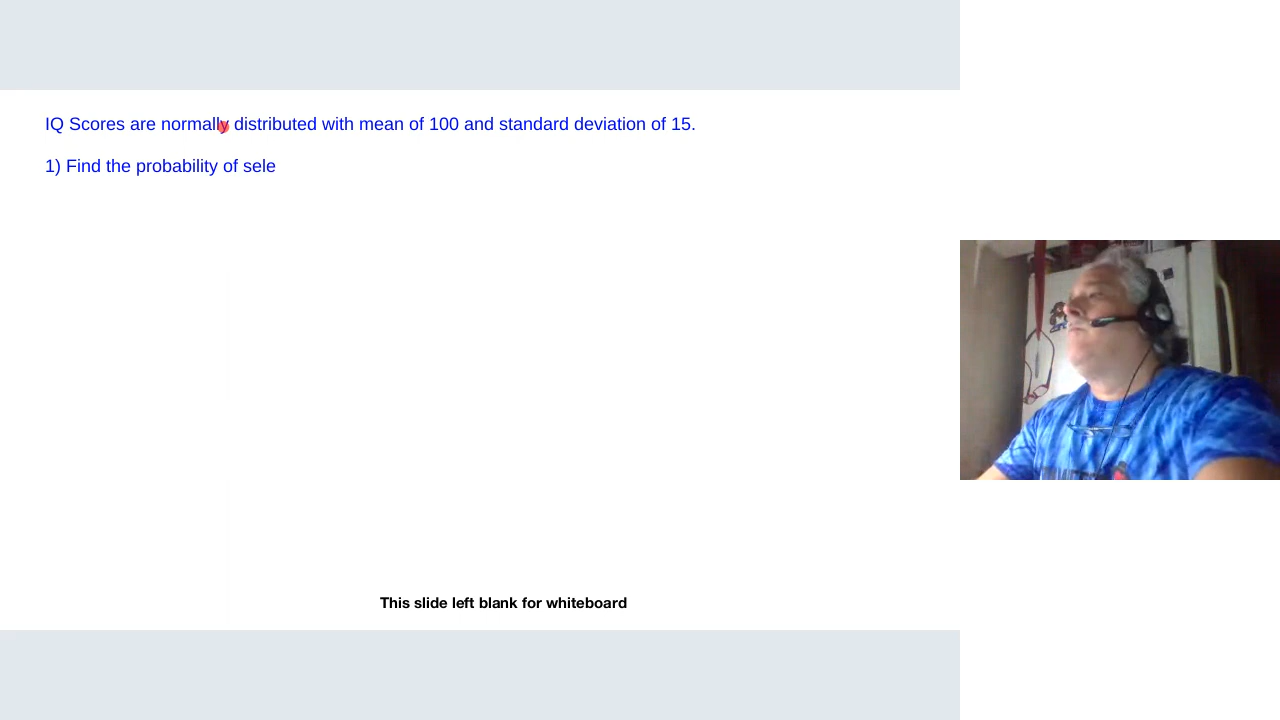 IQ Scores are normally distributed with mean of 100 and standard deviation of 15.
1) Find the probability of sele
This slide left blank for whiteboard